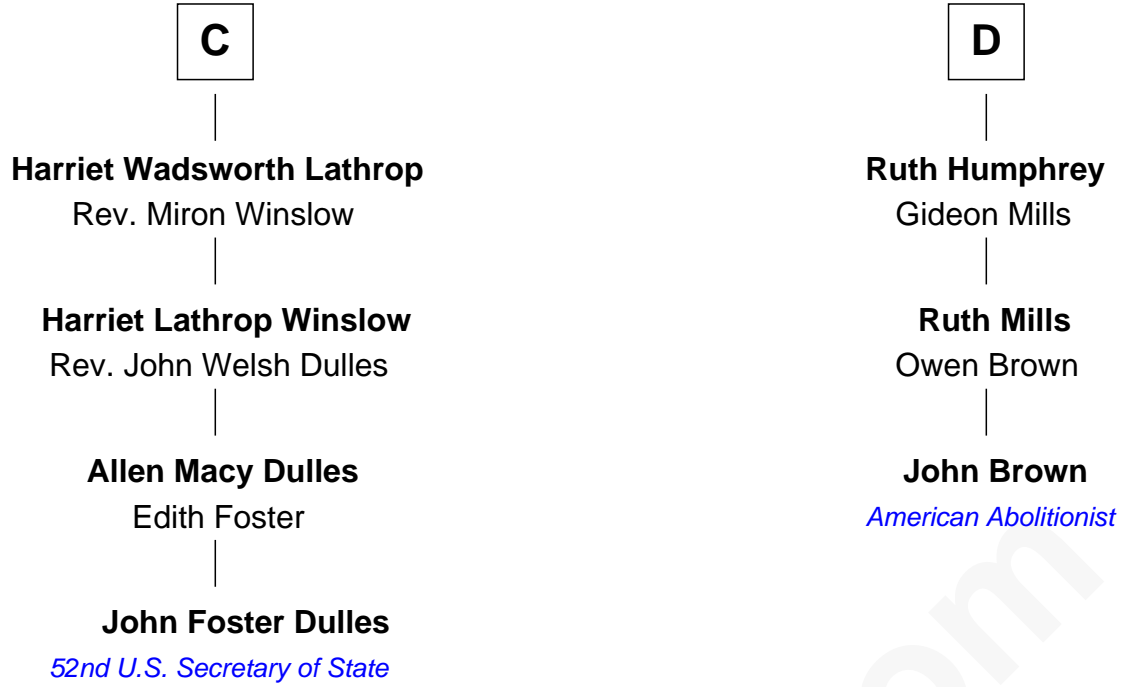 C
Harriet Wadsworth Lathrop
Rev. Miron Winslow
Harriet Lathrop Winslow
Rev. John Welsh Dulles
Allen Macy Dulles
Edith Foster
John Foster Dulles
52nd U.S. Secretary of State
D
Ruth Humphrey
Gideon Mills
Ruth Mills
Owen Brown
John Brown
American Abolitionist
om